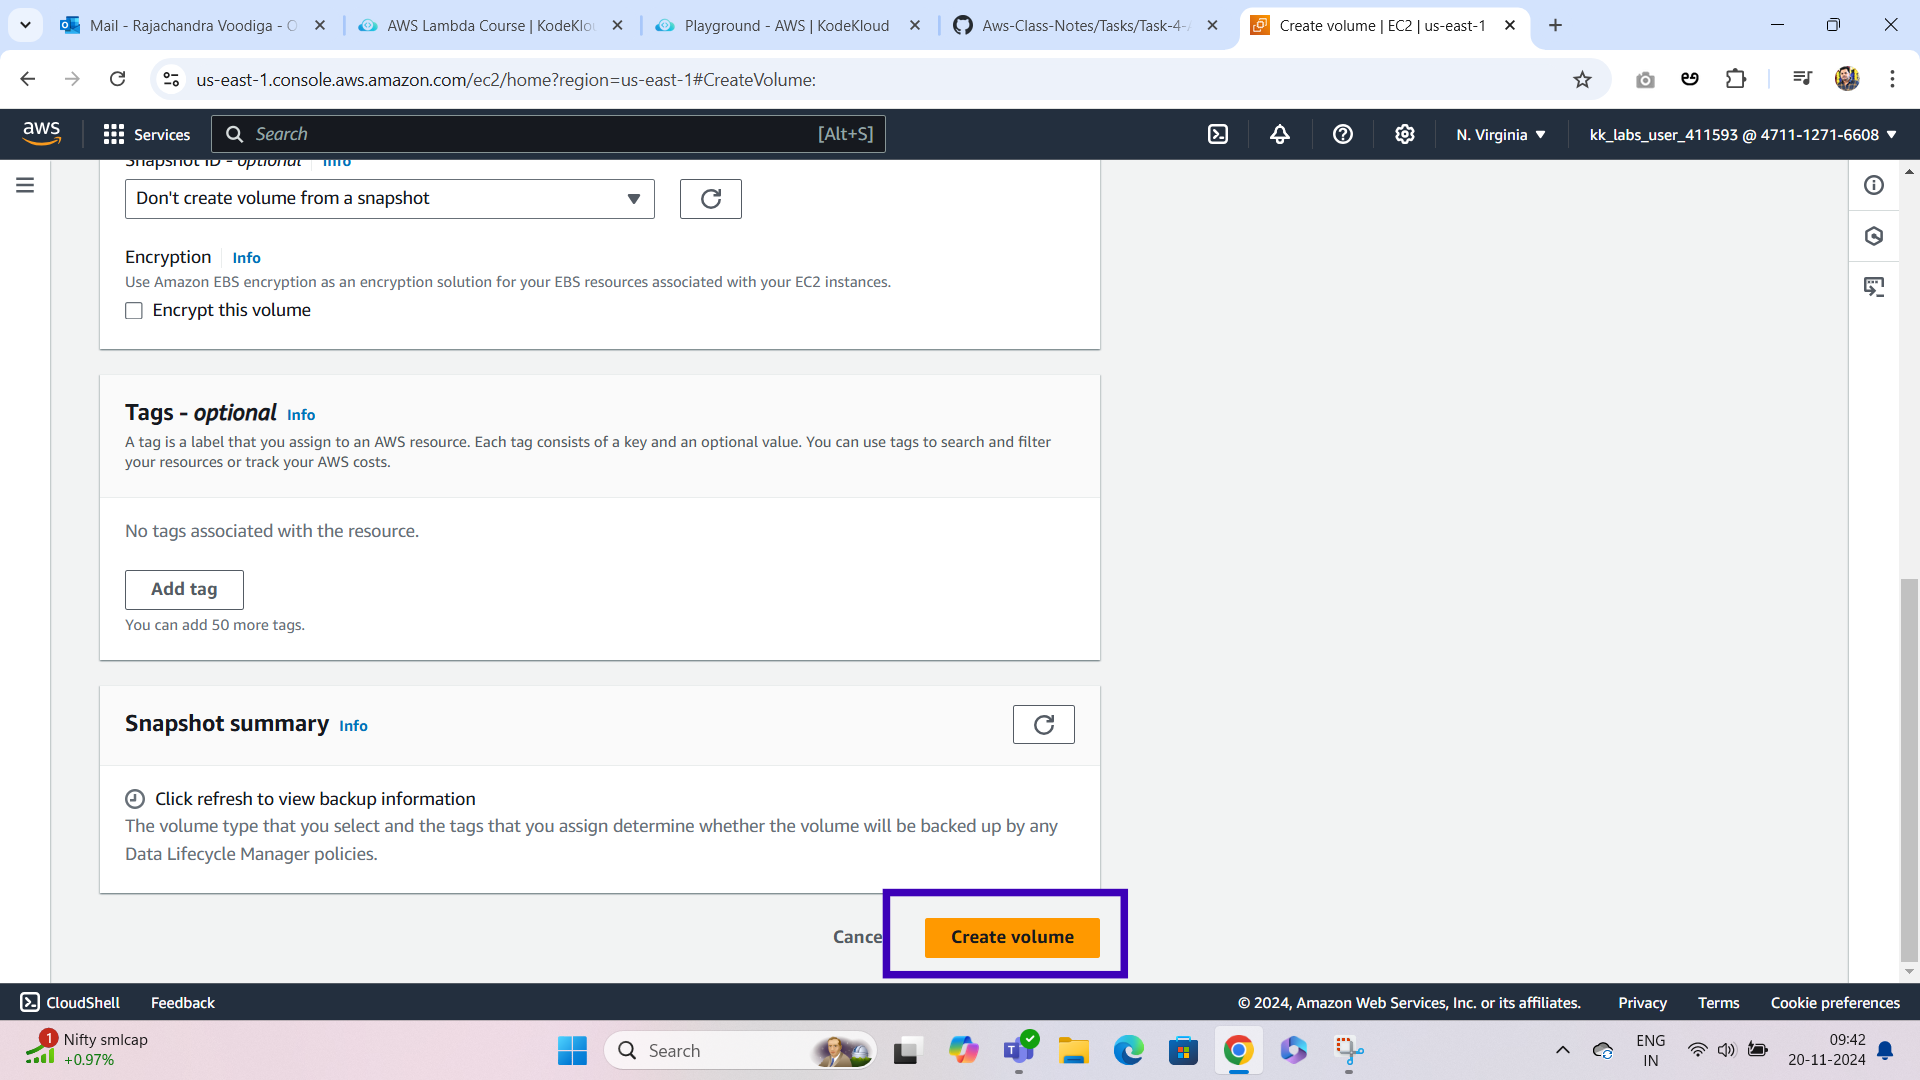 Mail - Rajachandra Voodiga - O
AWS Lambda Course | KodeKlou
Playground - AWS | KodeKloud
Aws-Class-Notes/Tasks/Task-4-A
Create volume | EC2 | us-east-1
us-east-1.console.aws.amazon.com/ec2/home?region=us-east-1#CreateVolume:
aws
Services
Search
[Alt+S]
N. Virginia
kk_labs_user_411593 @ 4711-1271-6608
Snapshot ID - optional Info
Don't create volume from a snapshot
Encryption Info
Use Amazon EBS encryption as an encryption solution for your EBS resources associated with your EC2 instances.
Encrypt this volume
Tags - optional Info
A tag is a label that you assign to an AWS resource. Each tag consists of a key and an optional value. You can use tags to search and filter
your resources or track your AWS costs.
No tags associated with the resource.
Add tag
You can add 50 more tags.
Snapshot summary Info
Click refresh to view backup information
The volume type that you select and the tags that you assign determine whether the volume will be backed up by any
Data Lifecycle Manager policies.
Cance
Create volume
CloudShell
Feedback
© 2024, Amazon Web Services, Inc. or its affiliates.
Privacy
Terms
Cookie preferences
1
Nifty smlcap
+0.97%
Search
ENG
IN
09:42
20-11-2024